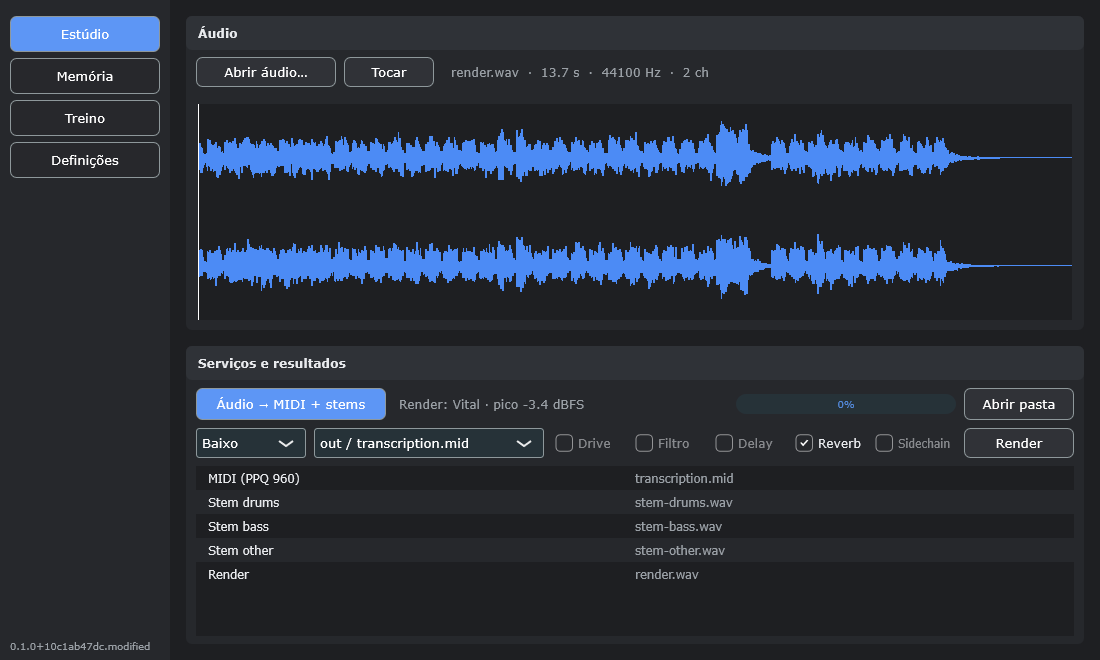 Estúdio
Memória
Treino
Definições
0.1.0+10c1ab47dc.modified
Áudio
Abrir áudio... Tocar render.wav · 13.7 s · 44100 Hz · 2 ch
Serviços e resultados
Áudio → MIDI + stems Render: Vital · pico -3.4 dBFS 0% Abrir pasta
Baixo out / transcription.mid Drive Filtro Delay Reverb Sidechain Render
MIDI (PPQ 960) transcription.mid
Stem drums stem-drums.wav
Stem bass stem-bass.wav
Stem other stem-other.wav
Render render.wav